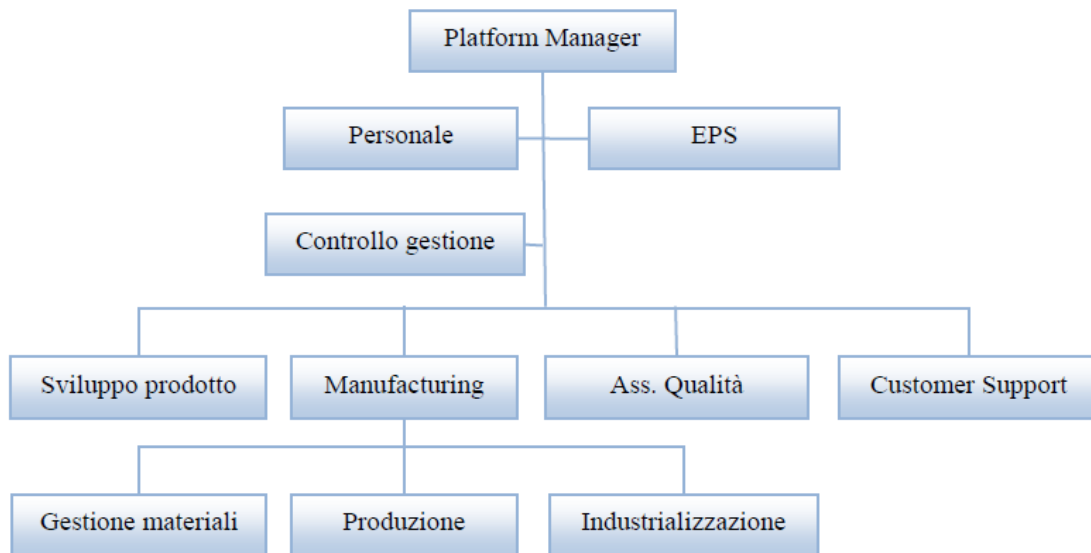 Platform Manager
Personale
EPS
Controllo gestione
Sviluppo prodotto
Manufacturing
Ass. Qualità
Customer Support
Gestione materiali
Produzione
Industrializzazione